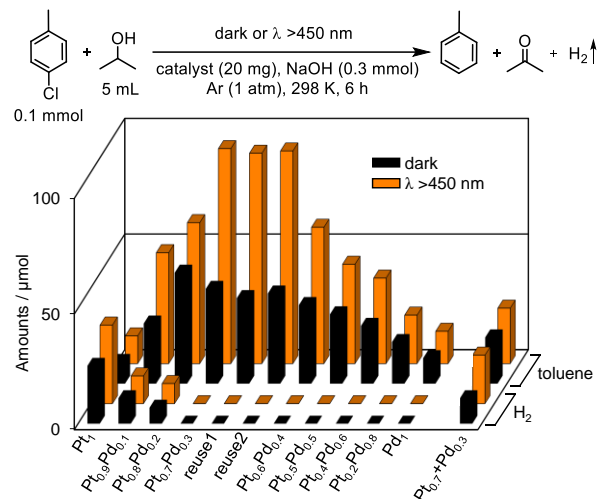 OH
dark or λ >450 nm
O
+
+
+ H₂
catalyst (20 mg), NaOH (0.3 mmol)
Cl
5 mL
Ar (1 atm), 298 K, 6 h
0.1 mmol
dark
λ >450 nm
100
50
0
Amounts / μmol
toluene
H₂
Pt₁
Pt₀.₉Pd₀.₁
Pt₀.₈Pd₀.₂
Pt₀.₇Pd₀.₃
reuse1
reuse2
Pt₀.₆Pd₀.₄
Pt₀.₅Pd₀.₅
Pt₀.₄Pd₀.₆
Pt₀.₂Pd₀.₈
Pd₁
Pt₀.₇+Pd₀.₃